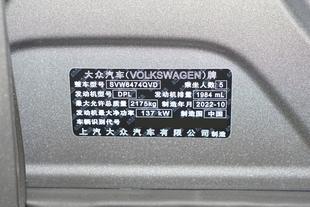 大众汽车(VOLKSWAGEN)牌
整车型号 SVW6474QVD 乘坐人数 5
发动机型号 DPL 发动机排量 1984 mL
最大允许总质量 2175kg 制造年月 2022-10
发动机最大净功率 137 kW 制造国 中国
车辆识别代号
上汽大众汽车有限公司 制造